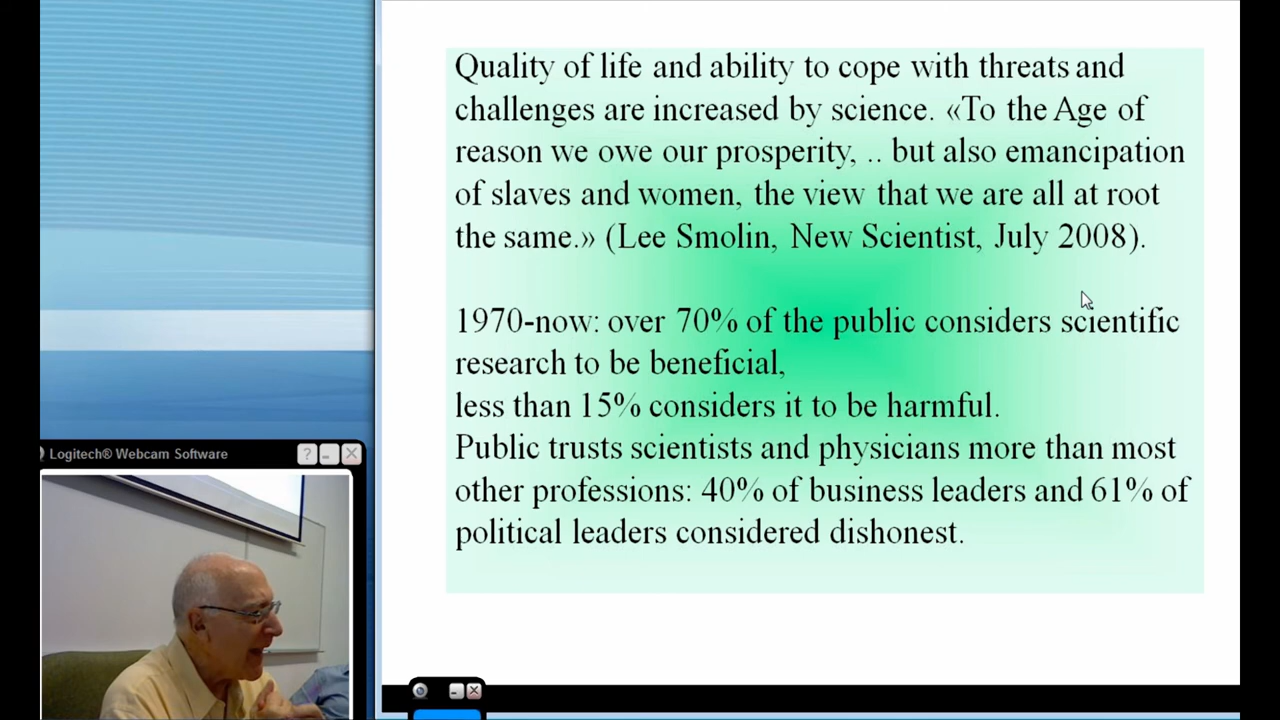 Quality of life and ability to cope with threats and
challenges are increased by science. «To the Age of
reason we owe our prosperity, .. but also emancipation
of slaves and women, the view that we are all at root
the same.» (Lee Smolin, New Scientist, July 2008).
1970-now: over 70% of the public considers scientific
research to be beneficial,
less than 15% considers it to be harmful.
Public trusts scientists and physicians more than most
other professions: 40% of business leaders and 61% of
political leaders considered dishonest.
Logitech® Webcam Software